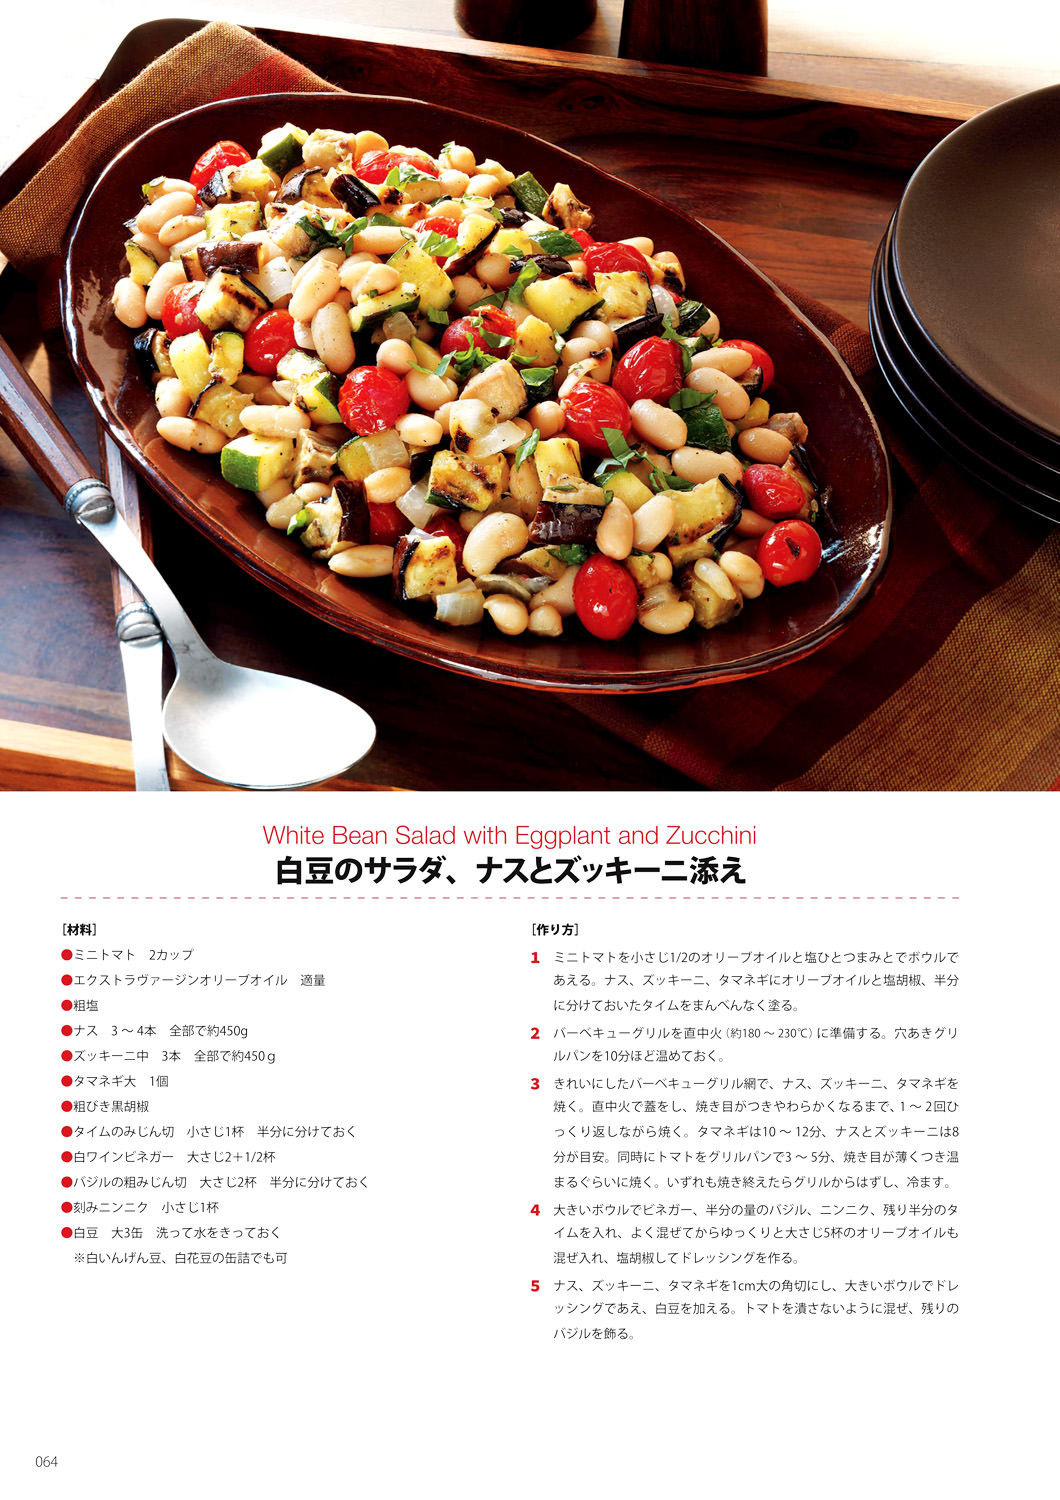 White Bean Salad with Eggplant and Zucchini
白豆のサラダ、ナスとズッキーニ添え
［材料］
●ミニトマト　2カップ
●エクストラヴァージンオリーブオイル　適量
●粗塩
●ナス　3 〜 4本　全部で約450g
●ズッキーニ中　3本　全部で約450ｇ
●タマネギ大　1個
●粗びき黒胡椒
●タイムのみじん切　小さじ1杯　半分に分けておく
●白ワインビネガー　大さじ2＋1/2杯
●バジルの粗みじん切　大さじ2杯　半分に分けておく
●刻みニンニク　小さじ1杯
●白豆　大3缶　洗って水をきっておく
※白いんげん豆、白花豆の缶詰でも可
［作り方］
1 ミニトマトを小さじ1/2のオリーブオイルと塩ひとつまみとでボウルで
あえる。ナス、ズッキーニ、タマネギにオリーブオイルと塩胡椒、半分
に分けておいたタイムをまんべんなく塗る。
2 バーベキューグリルを直中火（約180 〜 230℃）に準備する。穴あきグリ
ルパンを10分ほど温めておく。
3 きれいにしたバーベキューグリル網で、ナス、ズッキーニ、タマネギを
焼く。直中火で蓋をし、焼き目がつきやわらかくなるまで、1 〜 2回ひ
っくり返しながら焼く。タマネギは10 〜 12分、ナスとズッキーニは8
分が目安。同時にトマトをグリルパンで3 〜 5分、焼き目が薄くつき温
まるぐらいに焼く。いずれも焼き終えたらグリルからはずし、冷ます。
4 大きいボウルでビネガー、半分の量のバジル、ニンニク、残り半分のタ
イムを入れ、よく混ぜてからゆっくりと大さじ5杯のオリーブオイルも
混ぜ入れ、塩胡椒してドレッシングを作る。
5 ナス、ズッキーニ、タマネギを1cm大の角切にし、大きいボウルでドレ
ッシングであえ、白豆を加える。トマトを潰さないように混ぜ、残りの
バジルを飾る。
064